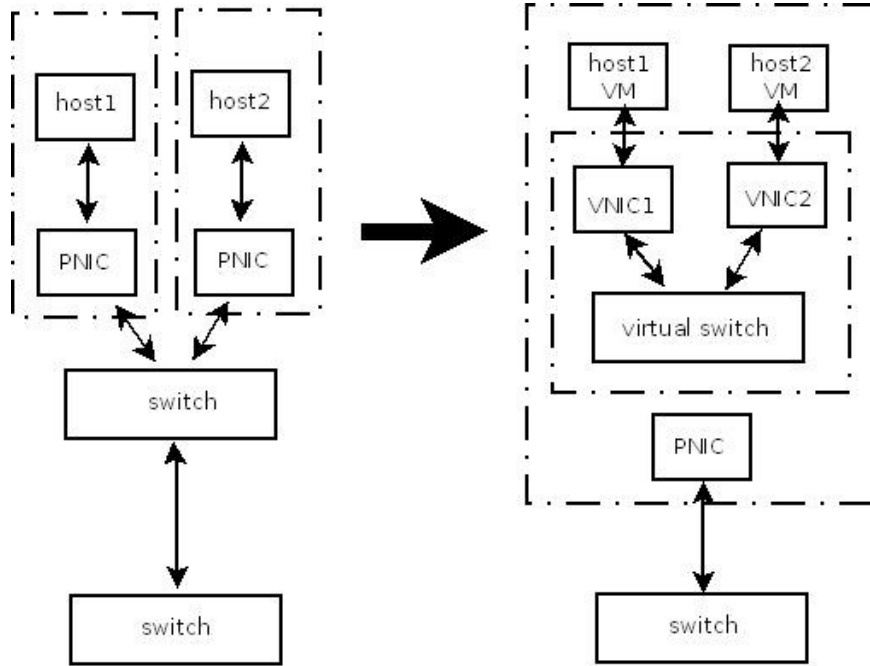 host1
host2
PNIC
PNIC
switch
switch
host1
VM
host2
VM
VNIC1
VNIC2
virtual switch
PNIC
switch